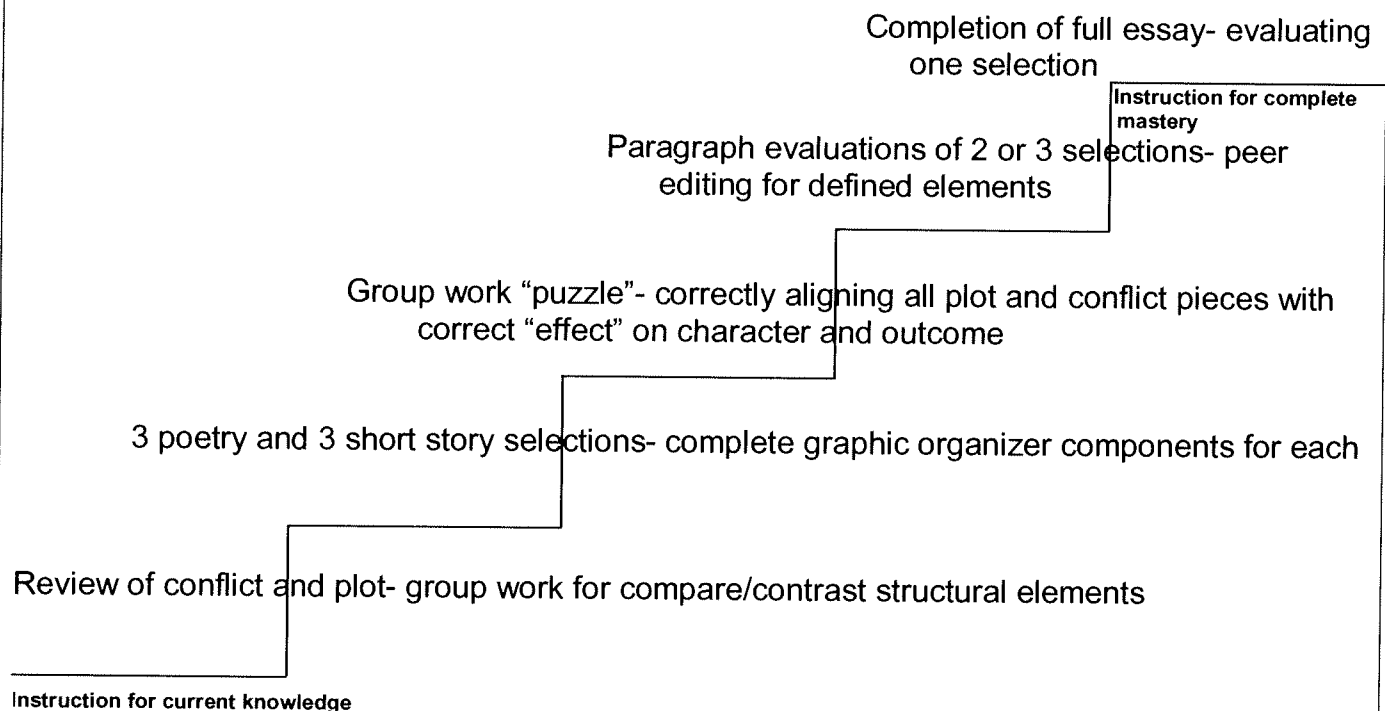 Completion of full essay- evaluating
one selection
Instruction for complete
mastery
Paragraph evaluations of 2 or 3 selections- peer
editing for defined elements
Group work “puzzle”- correctly aligning all plot and conflict pieces with
correct “effect” on character and outcome
3 poetry and 3 short story selections- complete graphic organizer components for each
Review of conflict and plot- group work for compare/contrast structural elements
Instruction for current knowledge